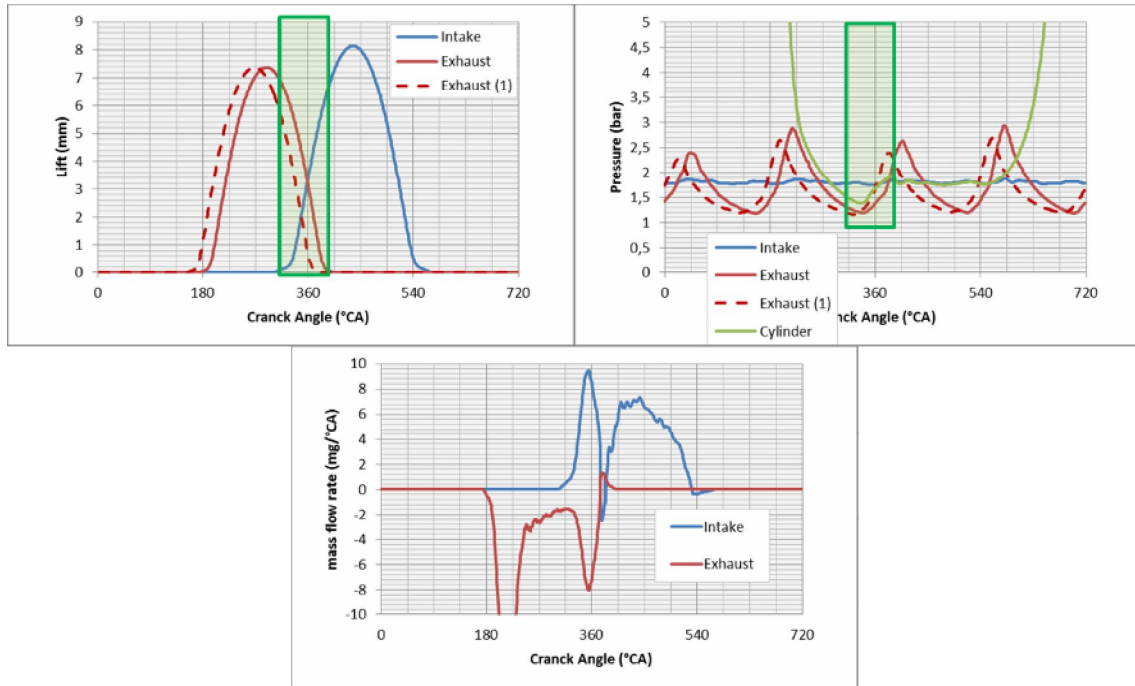 9
8
7
6
5
4
3
2
1
0
Lift (mm)
0 180 360 540 720
Cranck Angle (°CA)
Intake
Exhaust
Exhaust (1)
5
4,5
4
3,5
3
2,5
2
1,5
1
0,5
0
Pressure (bar)
0 360 540 720
nck Angle (°CA)
Intake
Exhaust
Exhaust (1)
Cylinder
10
8
6
4
2
0
-2
-4
-6
-8
-10
mass flow rate (mg/°CA)
0 180 360 540 720
Cranck Angle (°CA)
Intake
Exhaust